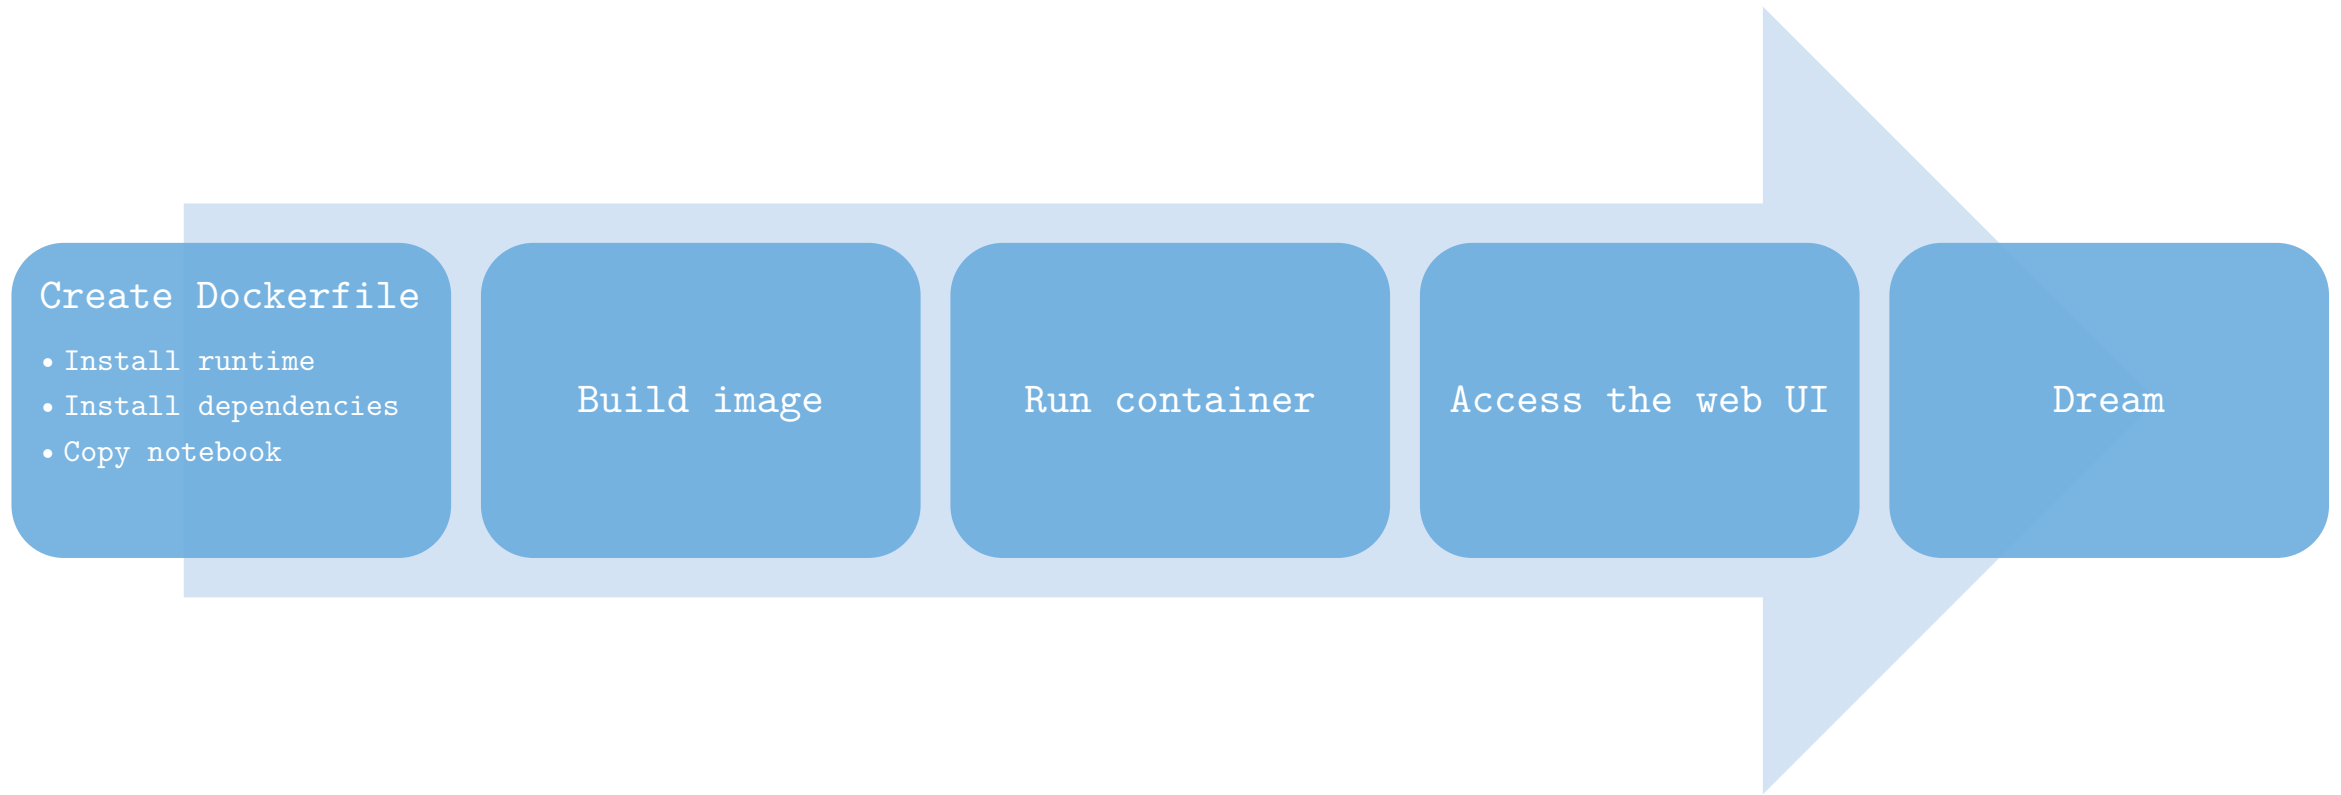 Create Dockerfile
• Install runtime
• Install dependencies
• Copy notebook
Build image
Run container
Access the web UI
Dream